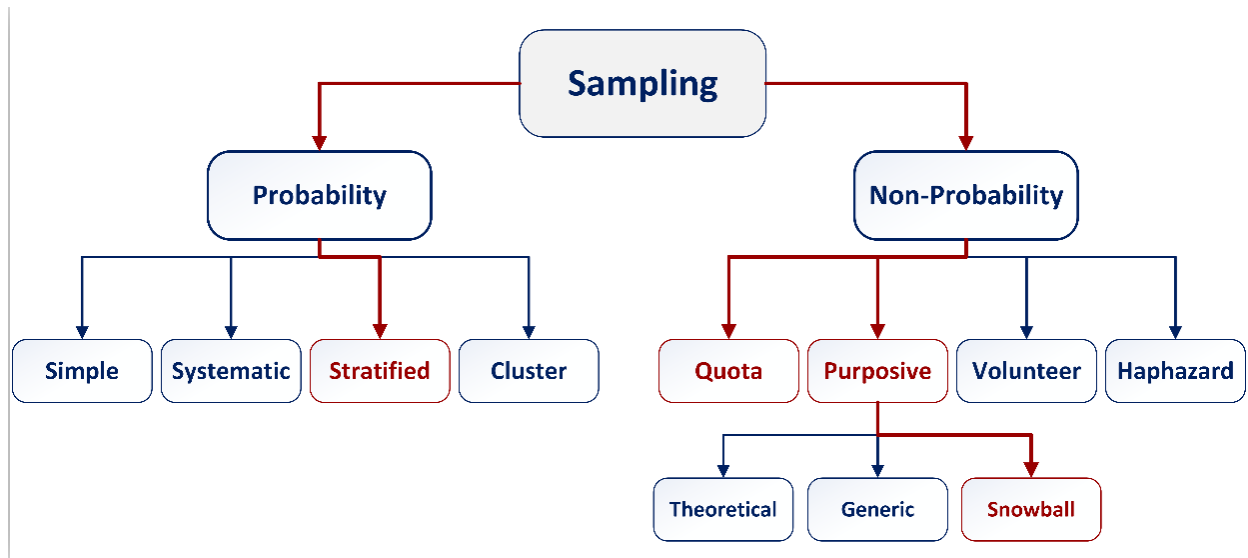 Sampling
Probability
Non-Probability
Simple
Systematic
Stratified
Cluster
Quota
Purposive
Volunteer
Haphazard
Theoretical
Generic
Snowball